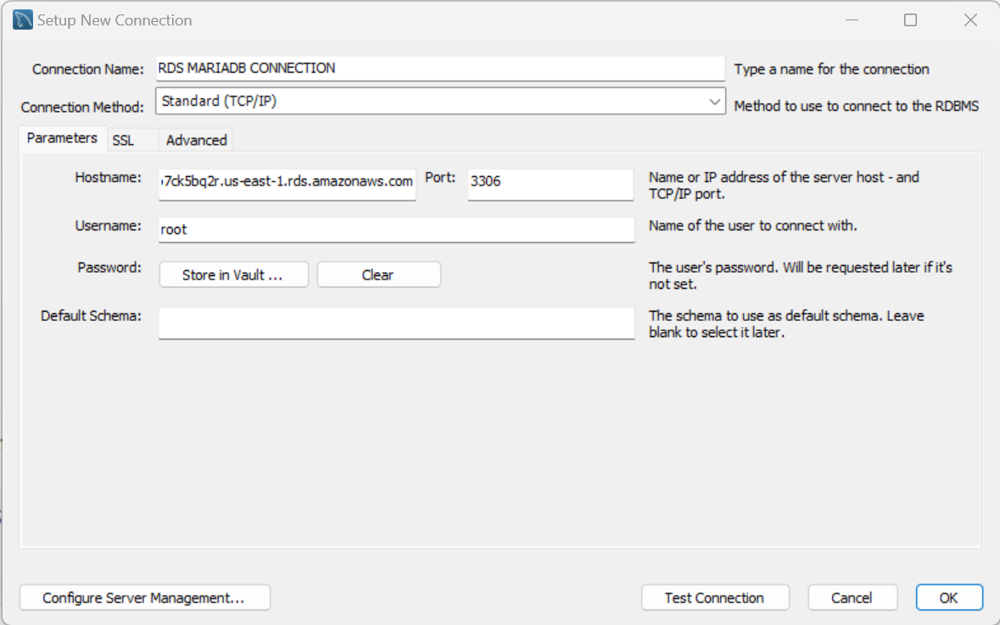 Setup New Connection
Connection Name: RDS MARIADB CONNECTION Type a name for the connection
Connection Method: Standard (TCP/IP) Method to use to connect to the RDBMS
Parameters SSL Advanced
Hostname: 7ck5bq2r.us-east-1.rds.amazonaws.com Port: 3306 Name or IP address of the server host - and
TCP/IP port.
Username: root Name of the user to connect with.
Password: Store in Vault ... Clear The user's password. Will be requested later if it's
not set.
Default Schema: The schema to use as default schema. Leave
blank to select it later.
Configure Server Management... Test Connection Cancel OK